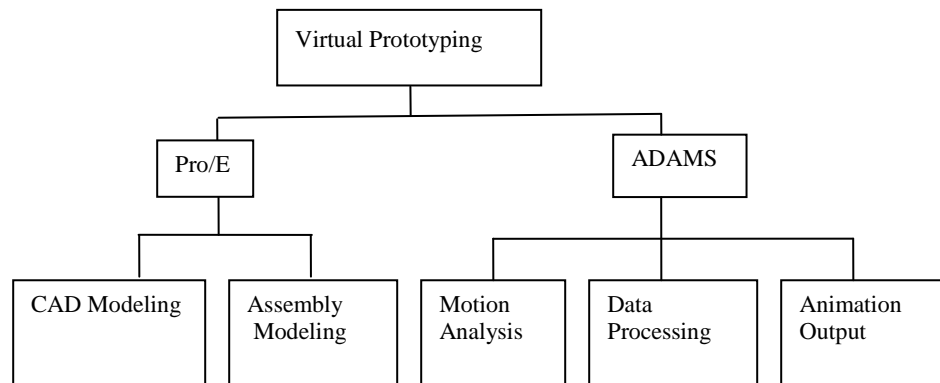 Virtual Prototyping
Pro/E
ADAMS
CAD Modeling
Assembly
Modeling
Motion
Analysis
Data
Processing
Animation
Output